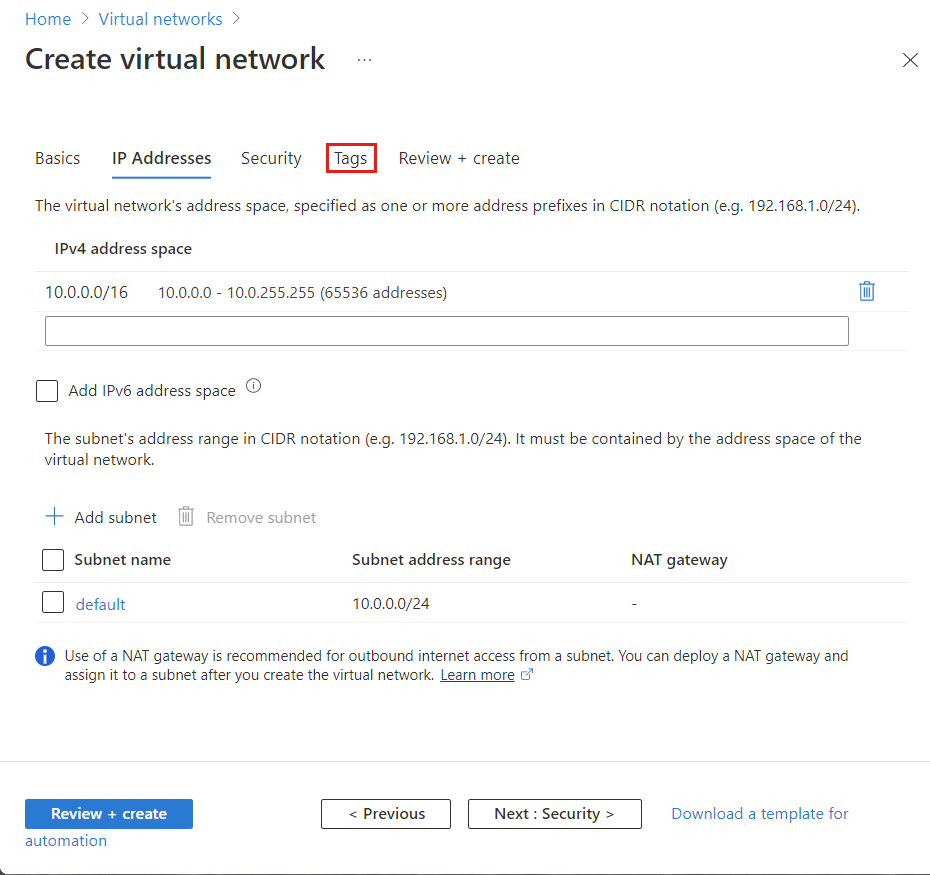 Home > Virtual networks >
Create virtual network ...
Basics IP Addresses Security Tags Review + create
The virtual network's address space, specified as one or more address prefixes in CIDR notation (e.g. 192.168.1.0/24).
IPv4 address space
10.0.0.0/16 10.0.0.0 - 10.0.255.255 (65536 addresses)
Add IPv6 address space
The subnet's address range in CIDR notation (e.g. 192.168.1.0/24). It must be contained by the address space of the
virtual network.
+ Add subnet Remove subnet
Subnet name Subnet address range NAT gateway
default 10.0.0.0/24 -
Use of a NAT gateway is recommended for outbound internet access from a subnet. You can deploy a NAT gateway and
assign it to a subnet after you create the virtual network. Learn more
Review + create < Previous Next : Security > Download a template for
automation